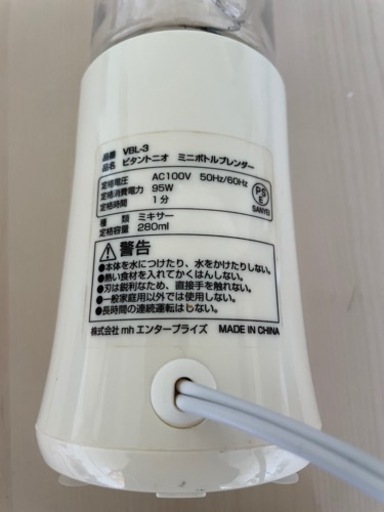 品番 VBL-3
品名 ビタントニオ ミニボトルブレンダー
定格電圧 AC100V 50Hz/60Hz
定格消費電力 95W
定格時間 1分
PSE
SANYEI
種類 ミキサー
定格容量 280ml
警告
●本体を水につけたり、水をかけたりしない。
●熱い食材を入れてかくはんしない。
●刃は鋭利なため、直接手を触れない。
●一般家庭用以外では使用しない。
●長時間の連続運転はしない。
株式会社 mhエンタープライズ MADE IN CHINA